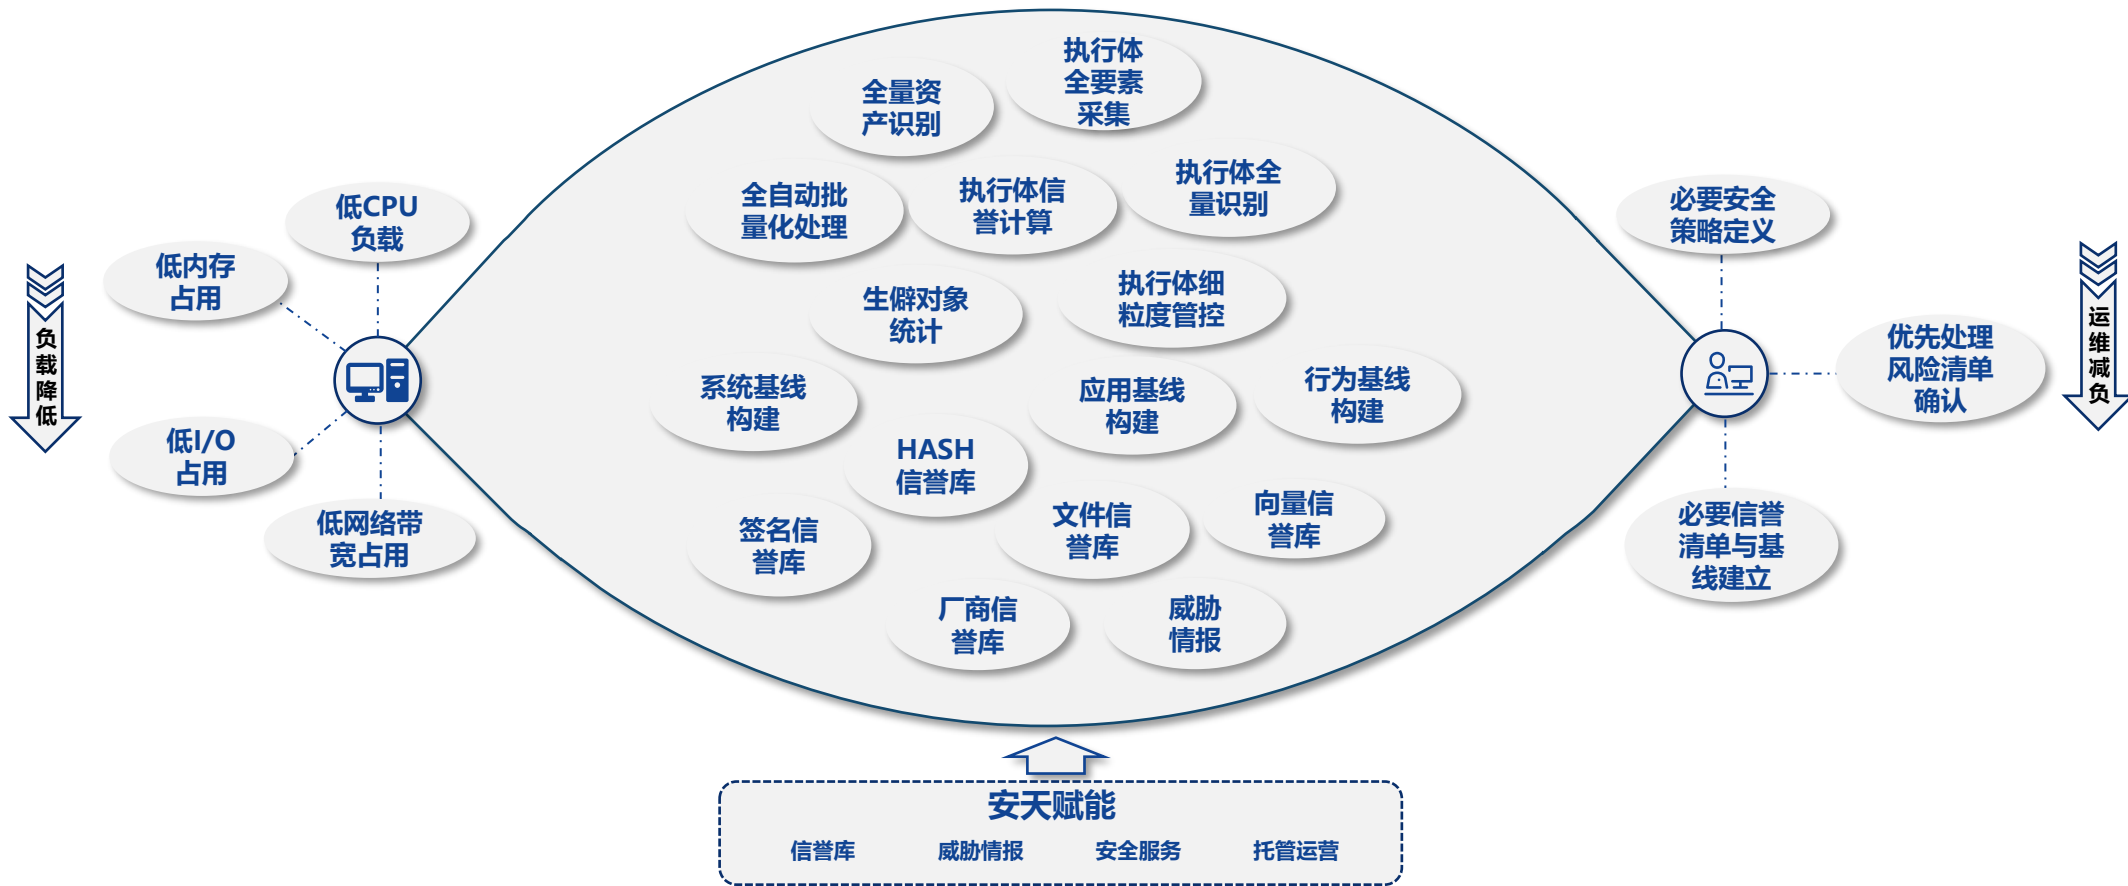 负载降低
低CPU
负载
低内存
占用
低I/O
占用
低网络带
宽占用
执行体
全要素
采集
全量资
产识别
全自动批
量化处理
执行体信
誉计算
执行体全
量识别
生僻对象
统计
执行体细
粒度管控
系统基线
构建
应用基线
构建
行为基线
构建
HASH
信誉库
签名信
誉库
文件信
誉库
向量信
誉库
厂商信
誉库
威胁
情报
必要安全
策略定义
优先处理
风险清单
确认
必要信誉
清单与基
线建立
运维减负
安天赋能
信誉库
威胁情报
安全服务
托管运营